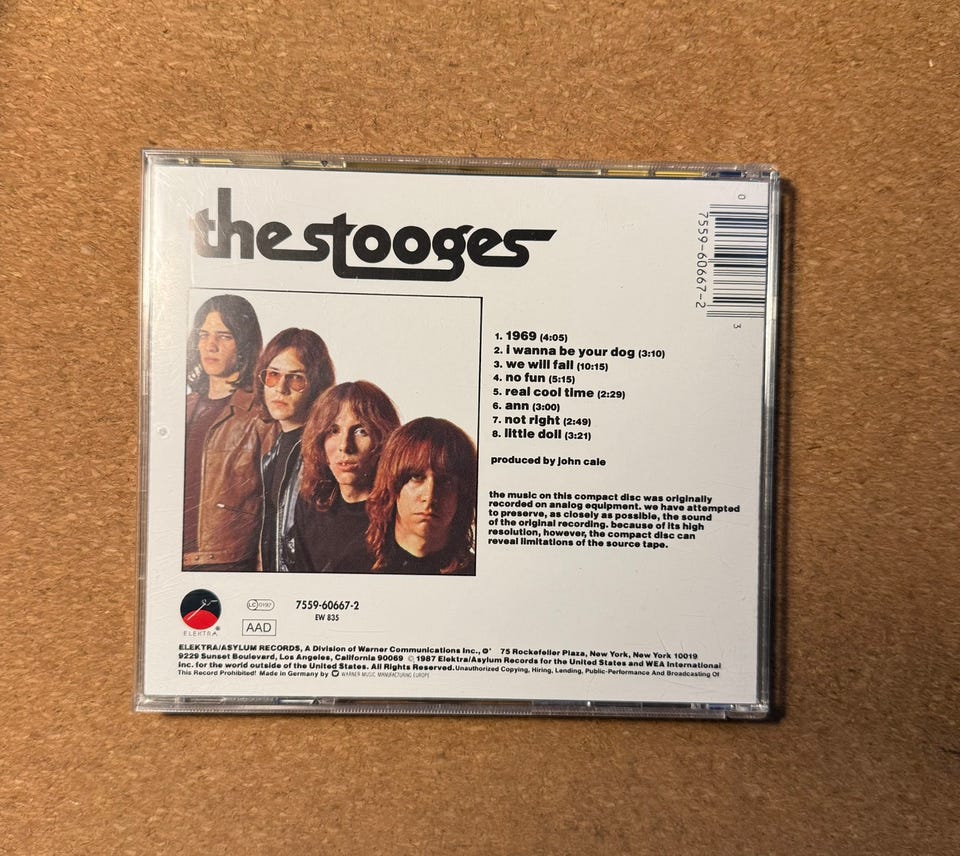 the stooges
0
7559-60667-2
3
1. 1969 (4:05)
2. i wanna be your dog (3:10)
3. we will fall (10:15)
4. no fun (5:15)
5. real cool time (2:29)
6. ann (3:00)
7. not right (2:49)
8. little doll (3:21)
produced by john cale
the music on this compact disc was originally
recorded on analog equipment. we have attempted
to preserve, as closely as possible, the sound
of the original recording. because of its high
resolution, however, the compact disc can
reveal limitations of the source tape.
ELEKTRA
LC 0192
AAD
7559-60667-2
EW 835
ELEKTRA/ASYLUM RECORDS, A Division of Warner Communications Inc., 75 Rockefeller Plaza, New York, New York 10019
9229 Sunset Boulevard, Los Angeles, California 90069 © 1987 Elektra/Asylum Records for the United States and WEA International
Inc. for the world outside of the United States. All Rights Reserved. Unauthorized Copying, Hiring, Lending, Public-Performance And Broadcasting Of
This Record Prohibited! Made in Germany by WARNER MUSIC MANUFACTURING EUROPE